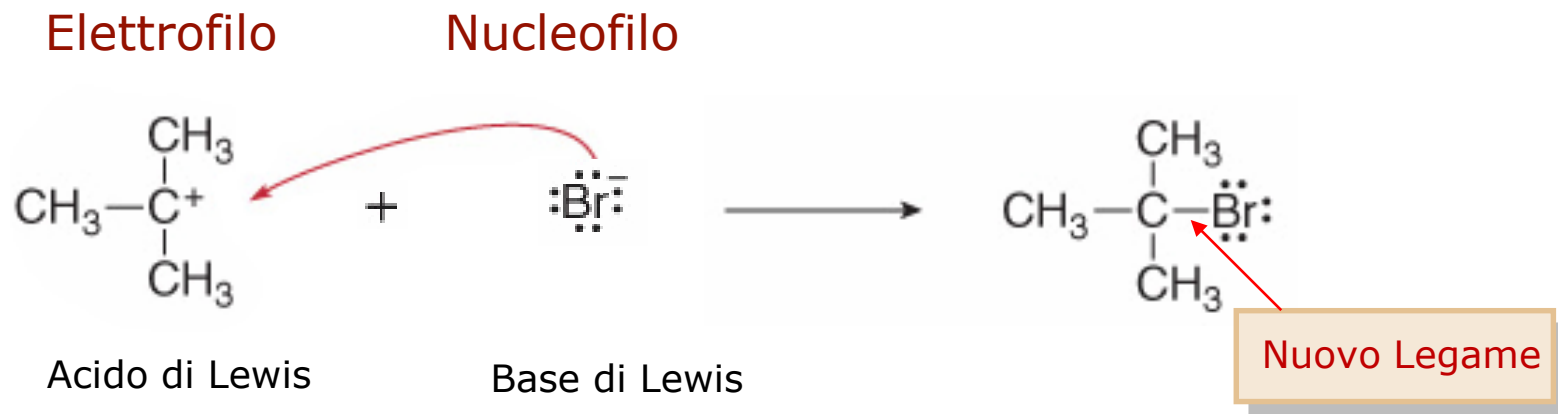 Elettrofilo Nucleofilo
CH3
CH3—C+ + :Br:– CH3—C—Br:
CH3
CH3
CH3
Nuovo Legame
Acido di Lewis Base di Lewis